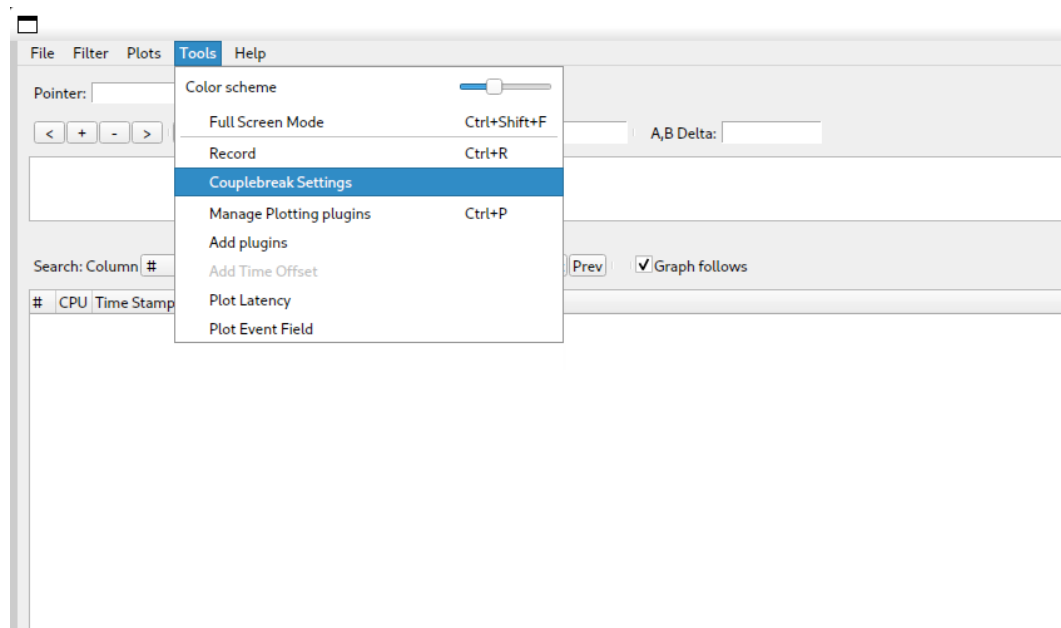 File Filter Plots Tools Help
Pointer:
Color scheme
Full Screen Mode Ctrl+Shift+F
< + - > A,B Delta:
Record Ctrl+R
Couplebreak Settings
Manage Plotting plugins Ctrl+P
Add plugins
Search: Column # Prev Graph follows
Add Time Offset
# CPU Time Stamp
Plot Latency
Plot Event Field